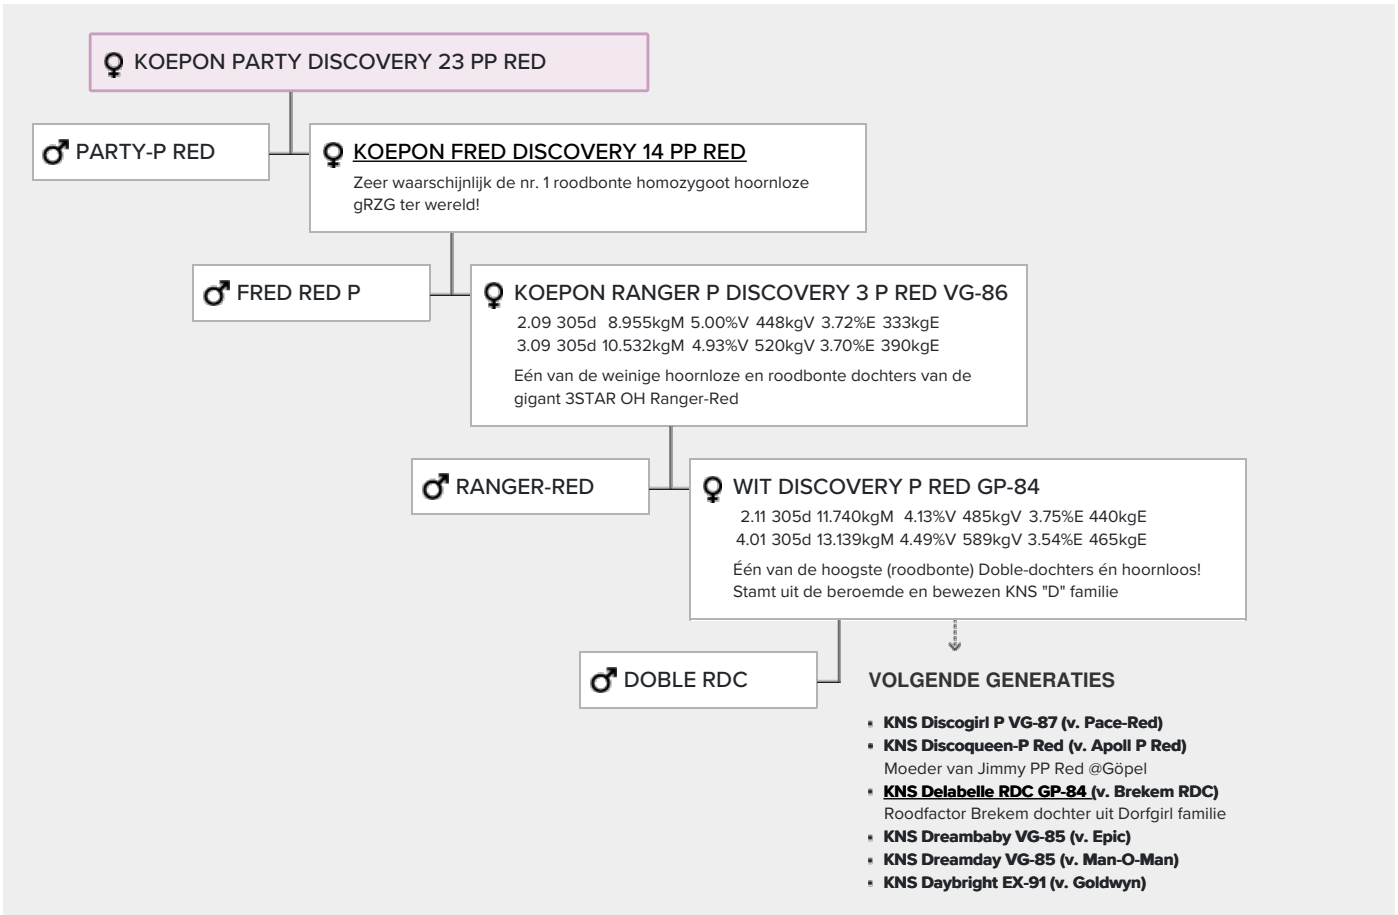 KOEPON PARTY DISCOVERY 23 PP RED
PARTY-P RED
KOEPON FRED DISCOVERY 14 PP RED
Zeer waarschijnlijk de nr. 1 roodbonte homozygoot hoornloze
gRZG ter wereld!
FRED RED P
KOEPON RANGER P DISCOVERY 3 P RED VG-86
2.09 305d 8.955kgM 5.00%V 448kgV 3.72%E 333kgE
3.09 305d 10.532kgM 4.93%V 520kgV 3.70%E 390kgE
Eén van de weinige hoornloze en roodbonte dochters van de
gigant 3STAR OH Ranger-Red
RANGER-RED
WIT DISCOVERY P RED GP-84
2.11 305d 11.740kgM 4.13%V 485kgV 3.75%E 440kgE
4.01 305d 13.139kgM 4.49%V 589kgV 3.54%E 465kgE
Één van de hoogste (roodbonte) Doble-dochters én hoornloos!
Stamt uit de beroemde en bewezen KNS "D" familie
DOBLE RDC
VOLGENDE GENERATIES
▪ KNS Discogirl P VG-87 (v. Pace-Red)
▪ KNS Discoqueen-P Red (v. Apoll P Red)
Moeder van Jimmy PP Red @Göpel
▪ KNS Delabelle RDC GP-84 (v. Brekem RDC)
Roodfactor Brekem dochter uit Dorfgirl familie
▪ KNS Dreambaby VG-85 (v. Epic)
▪ KNS Dreamday VG-85 (v. Man-O-Man)
▪ KNS Daybright EX-91 (v. Goldwyn)